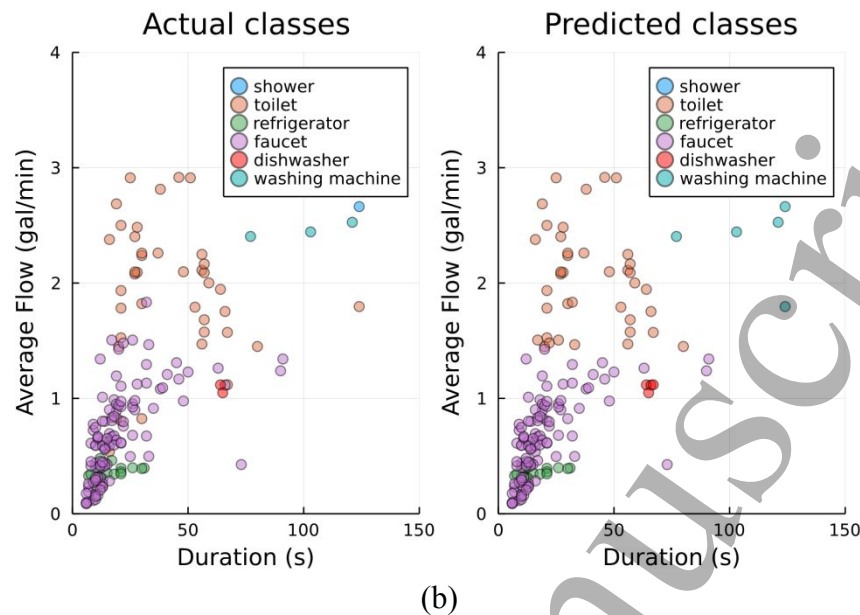 Actual classes
Predicted classes
4
3
2
1
0
Average Flow (gal/min)
shower
toilet
refrigerator
faucet
dishwasher
washing machine
0
50
100
150
Duration (s)
4
3
2
1
0
Average Flow (gal/min)
shower
toilet
refrigerator
faucet
dishwasher
washing machine
0
50
100
150
Duration (s)
(b)
nuscri